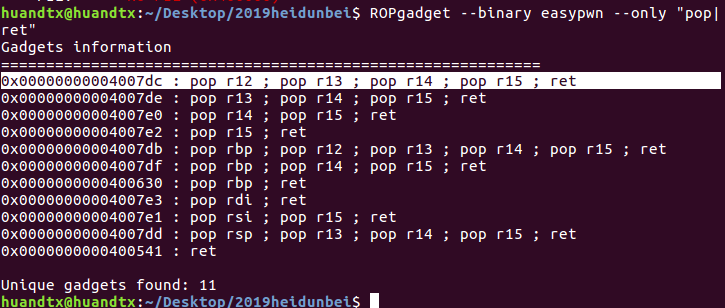 huandtx@huandtx:~/Desktop/2019heidunbei$ ROPgadget --binary easypwn --only "pop|
ret"
Gadgets information
============================================================
0x00000000004007dc : pop r12 ; pop r13 ; pop r14 ; pop r15 ; ret
0x00000000004007de : pop r13 ; pop r14 ; pop r15 ; ret
0x00000000004007e0 : pop r14 ; pop r15 ; ret
0x00000000004007e2 : pop r15 ; ret
0x00000000004007db : pop rbp ; pop r12 ; pop r13 ; pop r14 ; pop r15 ; ret
0x00000000004007df : pop rbp ; pop r14 ; pop r15 ; ret
0x0000000000400630 : pop rbp ; ret
0x00000000004007e3 : pop rdi ; ret
0x00000000004007e1 : pop rsi ; pop r15 ; ret
0x00000000004007dd : pop rsp ; pop r13 ; pop r14 ; pop r15 ; ret
0x0000000000400541 : ret
Unique gadgets found: 11
huandtx@huandtx:~/Desktop/2019heidunbei$